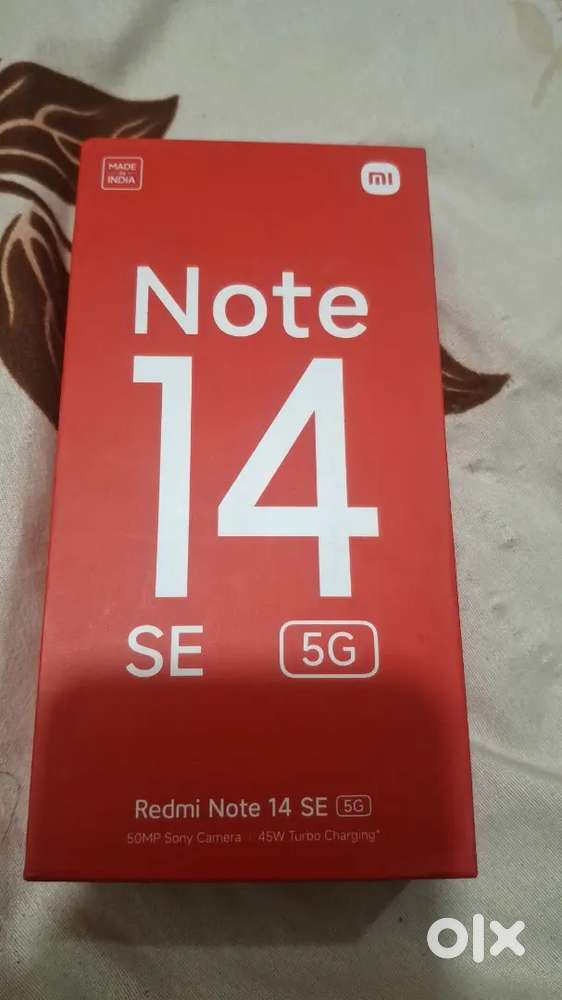 MADE
IN
INDIA
mi
Note
14
SE 5G
Redmi Note 14 SE 5G
50MP Sony Camera | 45W Turbo Charging*
olx